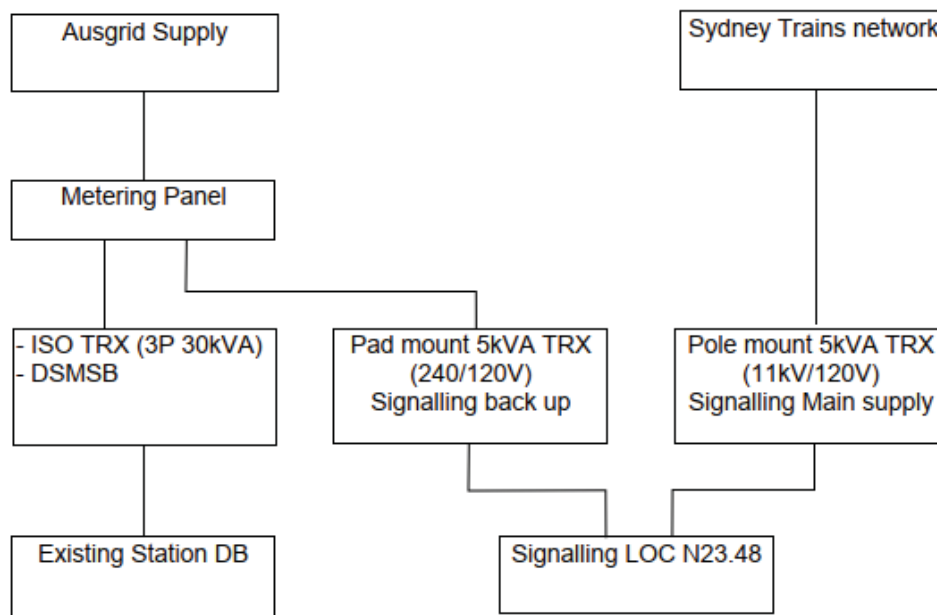 Ausgrid Supply
Sydney Trains network
Metering Panel
- ISO TRX (3P 30kVA)
- DSMSB
Pad mount 5kVA TRX
(240/120V)
Signalling back up
Pole mount 5kVA TRX
(11kV/120V)
Signalling Main supply
Existing Station DB
Signalling LOC N23.48